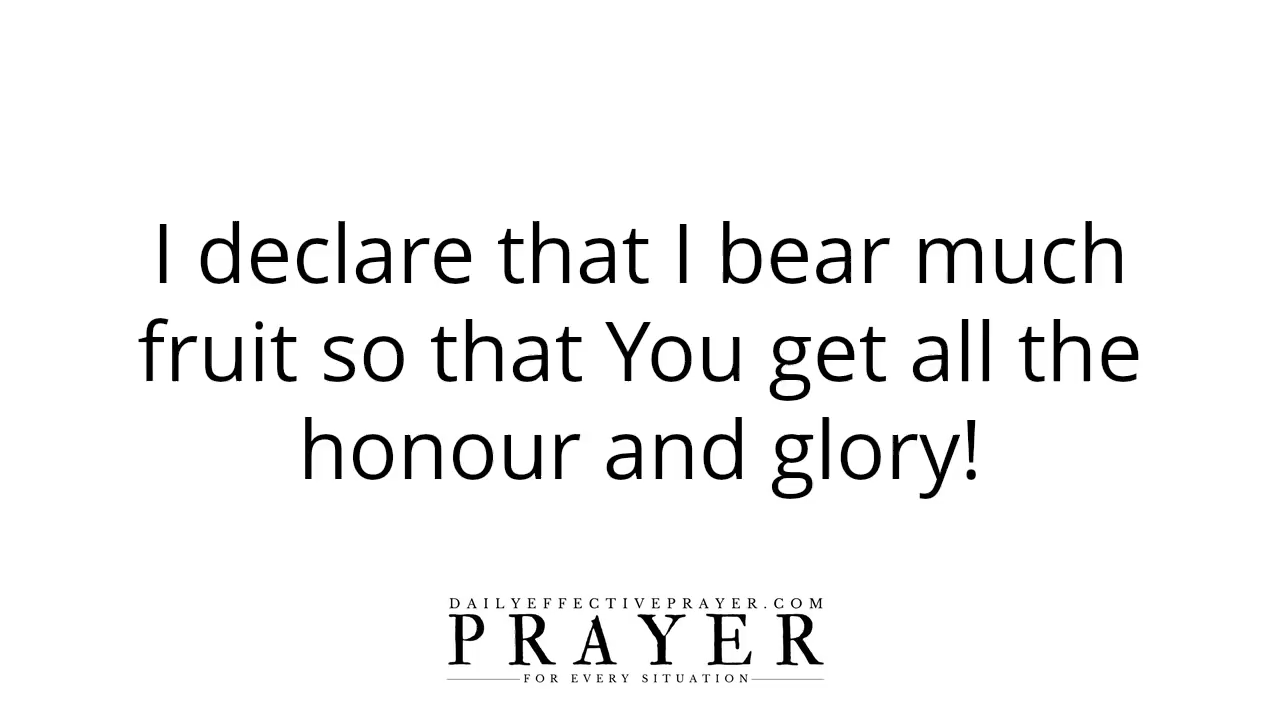 I declare that I bear much
fruit so that You get all the
honour and glory!
DAILYEFFECTIVEPRAYER.COM
PRAYER
FOR EVERY SITUATION